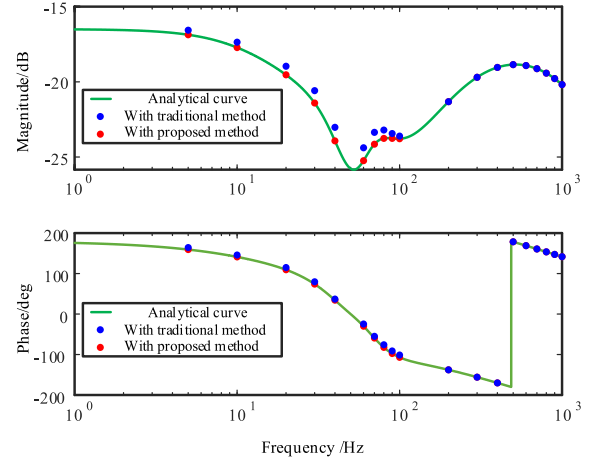 -15
-20
-25
Magnitude/dB
Analytical curve
With traditional method
With proposed method
10^0
10^1
10^2
10^3
200
100
0
-100
-200
Phase/deg
Analytical curve
With traditional method
With proposed method
10^0
10^1
10^2
10^3
Frequency /Hz